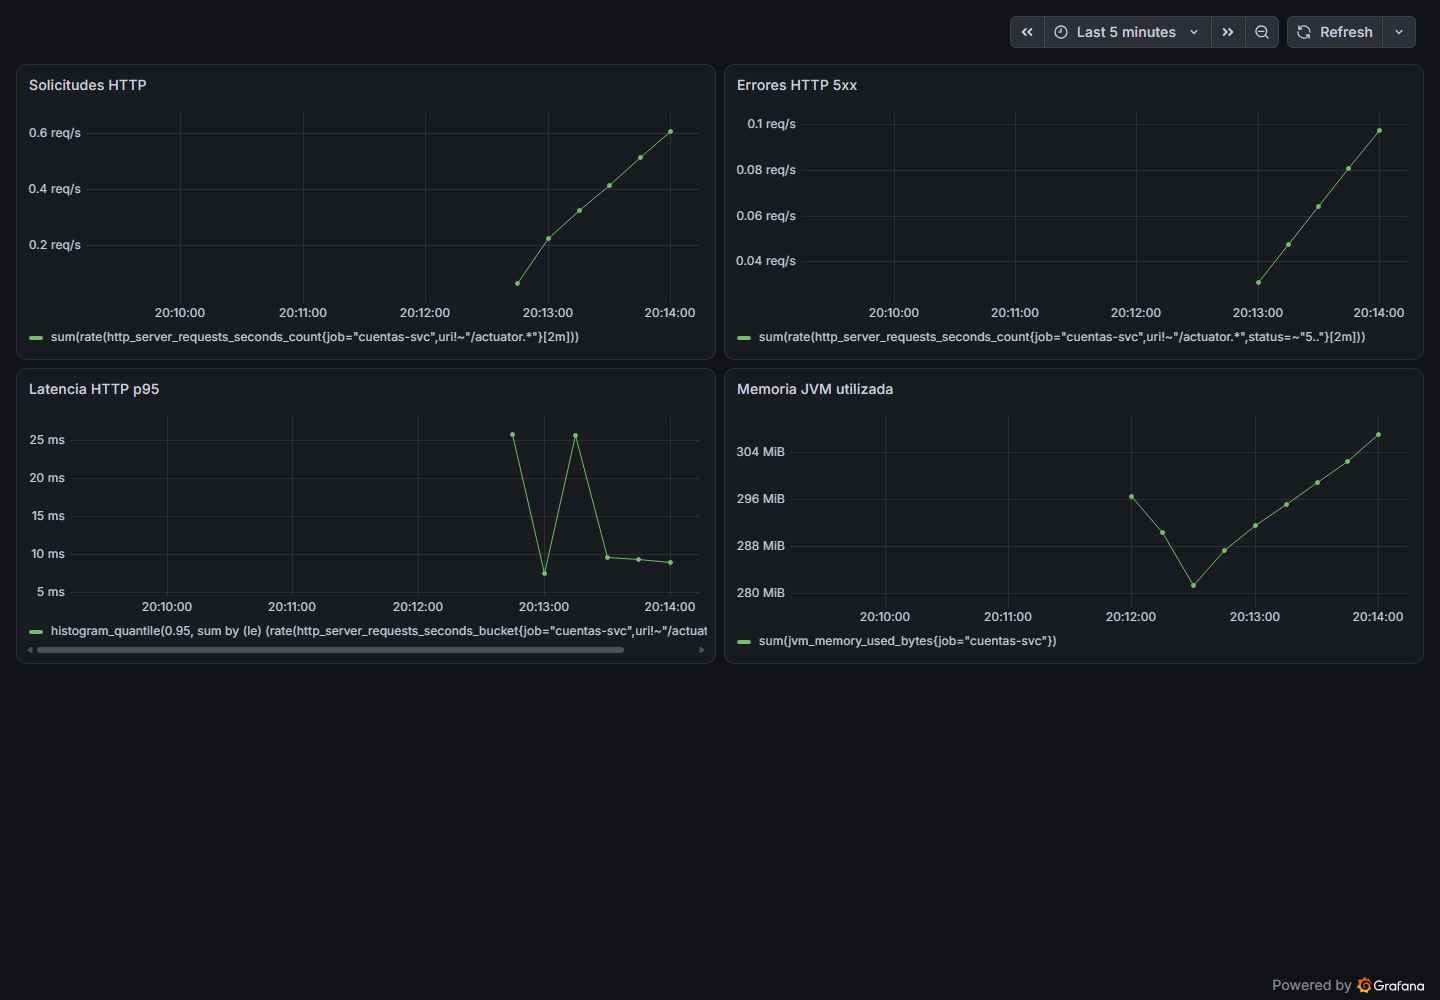 Last 5 minutes
Refresh
Solicitudes HTTP
0.6 req/s
0.4 req/s
0.2 req/s
20:10:00 20:11:00 20:12:00 20:13:00 20:14:00
sum(rate(http_server_requests_seconds_count{job="cuentas-svc",uri!~"/actuator.*"}[2m]))
Errores HTTP 5xx
0.1 req/s
0.08 req/s
0.06 req/s
0.04 req/s
20:10:00 20:11:00 20:12:00 20:13:00 20:14:00
sum(rate(http_server_requests_seconds_count{job="cuentas-svc",uri!~"/actuator.*",status=~"5.."}[2m]))
Latencia HTTP p95
25 ms
20 ms
15 ms
10 ms
5 ms
20:10:00 20:11:00 20:12:00 20:13:00 20:14:00
histogram_quantile(0.95, sum by (le) (rate(http_server_requests_seconds_bucket{job="cuentas-svc",uri!~"/actuat
Memoria JVM utilizada
304 MiB
296 MiB
288 MiB
280 MiB
20:10:00 20:11:00 20:12:00 20:13:00 20:14:00
sum(jvm_memory_used_bytes{job="cuentas-svc"})
Powered by Grafana